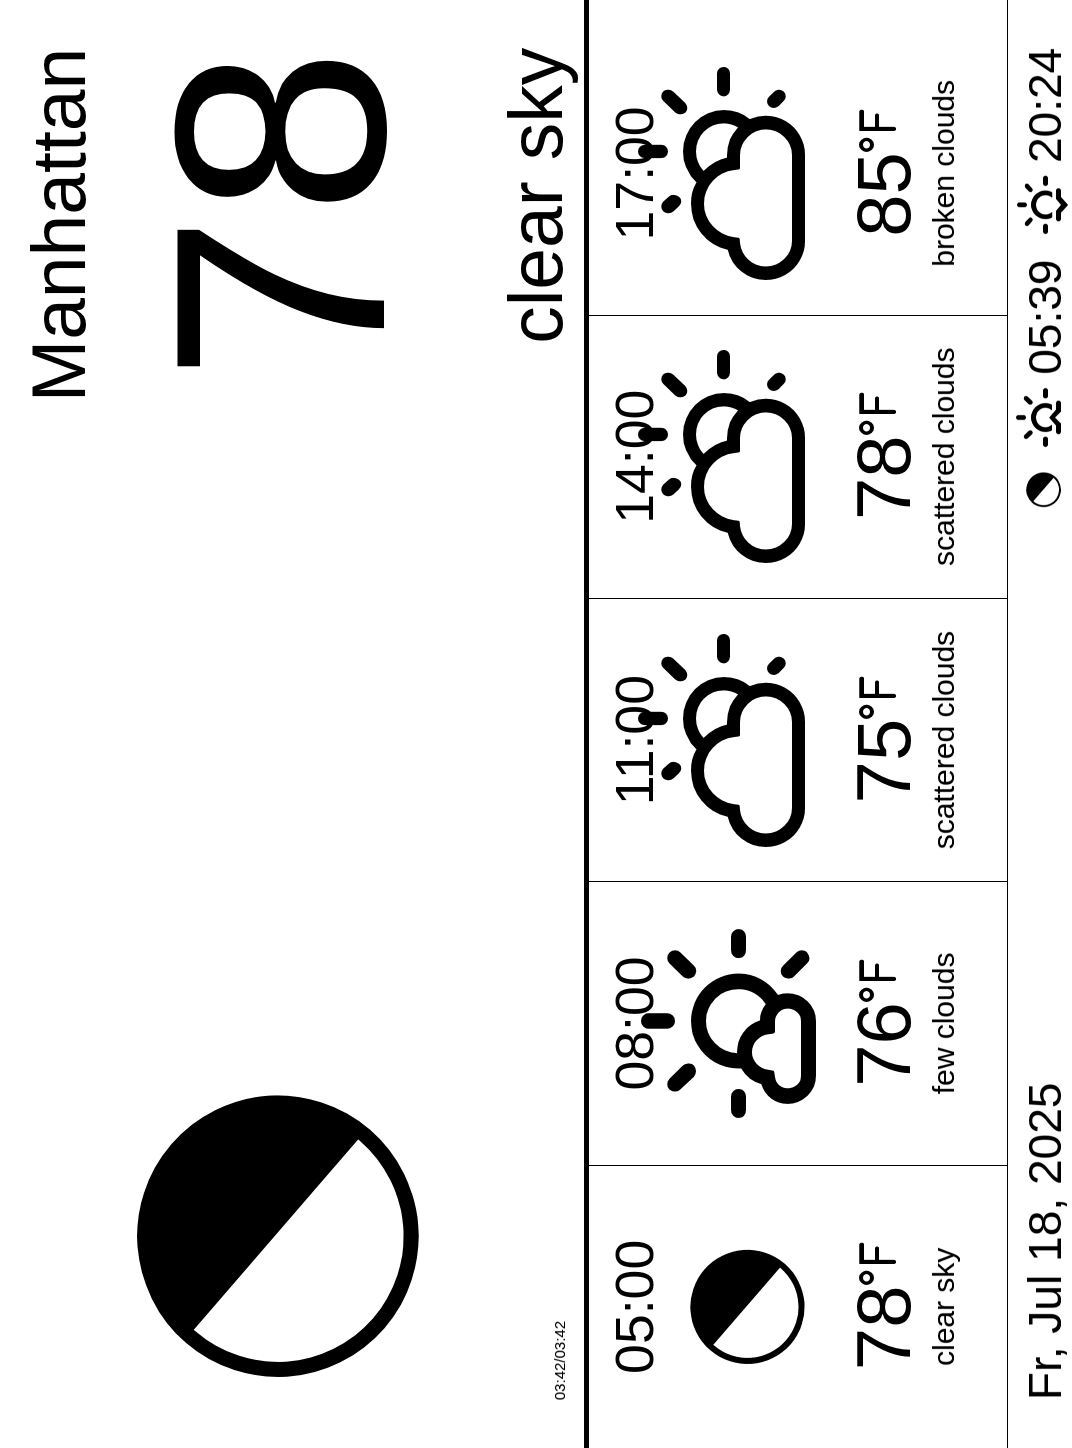 Manhattan
78
clear sky
03:42/03:42
05:00
78°F
clear sky
08:00
76°F
few clouds
11:00
75°F
scattered clouds
14:00
78°F
scattered clouds
17:00
85°F
broken clouds
Fr, Jul 18, 2025
05:39
20:24